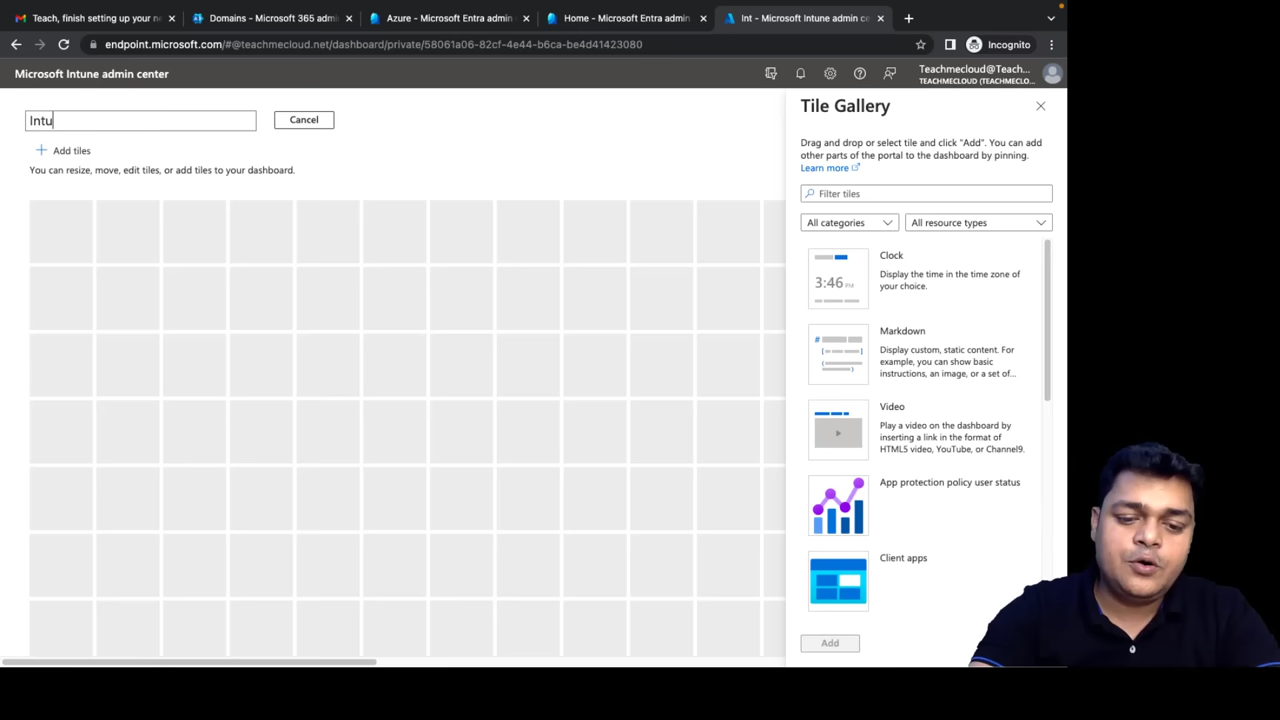 Teach, finish setting up your ne
Domains - Microsoft 365 admi
Azure - Microsoft Entra admin
Home - Microsoft Entra admin
Int - Microsoft Intune admin ce
endpoint.microsoft.com/#@teachmecloud.net/dashboard/private/58061a06-82cf-4e44-b6ca-be4d41423080
Incognito
Microsoft Intune admin center
Teachmecloud@Teach...
TEACHMECLOUD (TEACHMECLO...
Intu
Cancel
Add tiles
You can resize, move, edit tiles, or add tiles to your dashboard.
Tile Gallery
Drag and drop or select tile and click "Add". You can add
other parts of the portal to the dashboard by pinning.
Learn more
Filter tiles
All categories
All resource types
Clock
Display the time in the time zone of
your choice.
3:46 PM
Markdown
Display custom, static content. For
example, you can show basic
instructions, an image, or a set of...
Video
Play a video on the dashboard by
inserting a link in the format of
HTML5 video, YouTube, or Channel9.
App protection policy user status
Client apps
Add